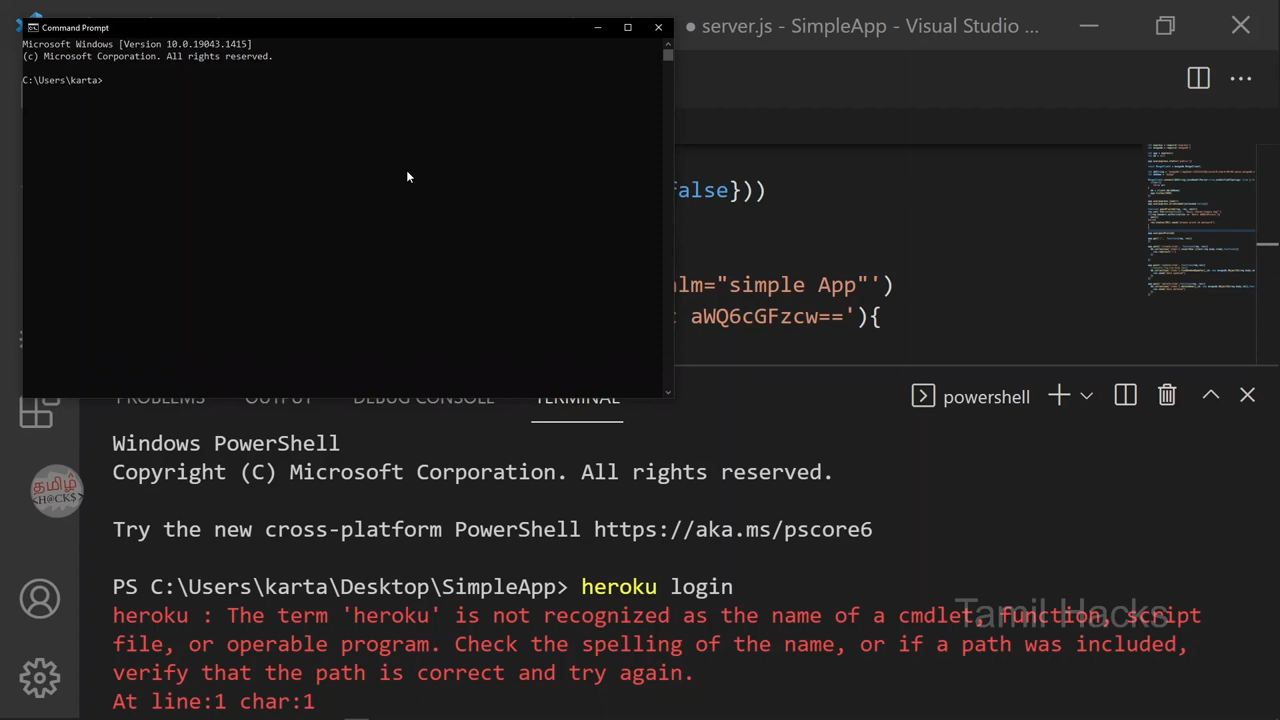 Command Prompt
● server.js - SimpleApp - Visual Studio ...
Microsoft Windows [Version 10.0.19043.1415]
(c) Microsoft Corporation. All rights reserved.
C:\Users\karta>
alse}))
lm="simple App"')
aWQ6cGFzcw=='){
PROBLEMS OUTPUT DEBUG CONSOLE TERMINAL
powershell
Windows PowerShell
Copyright (C) Microsoft Corporation. All rights reserved.
தமிழ்
<H@CK$>
Try the new cross-platform PowerShell https://aka.ms/pscore6
PS C:\Users\karta\Desktop\SimpleApp> heroku login
heroku : The term 'heroku' is not recognized as the name of a cmdlet, function, script
Tamil Hacks
file, or operable program. Check the spelling of the name, or if a path was included,
verify that the path is correct and try again.
At line:1 char:1